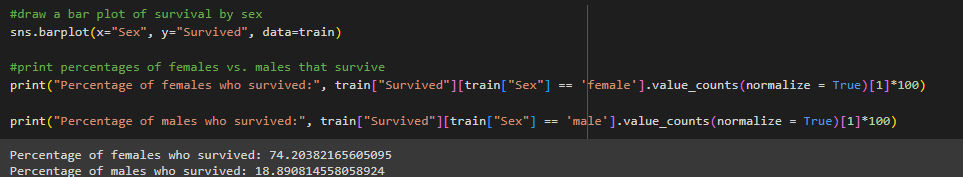 #draw a bar plot of survival by sex
sns.barplot(x="Sex", y="Survived", data=train)
#print percentages of females vs. males that survive
print("Percentage of females who survived:", train["Survived"][train["Sex"] == 'female'].value_counts(normalize = True)[1]*100)
print("Percentage of males who survived:", train["Survived"][train["Sex"] == 'male'].value_counts(normalize = True)[1]*100)
Percentage of females who survived: 74.20382165605095
Percentage of males who survived: 18.890814558058924